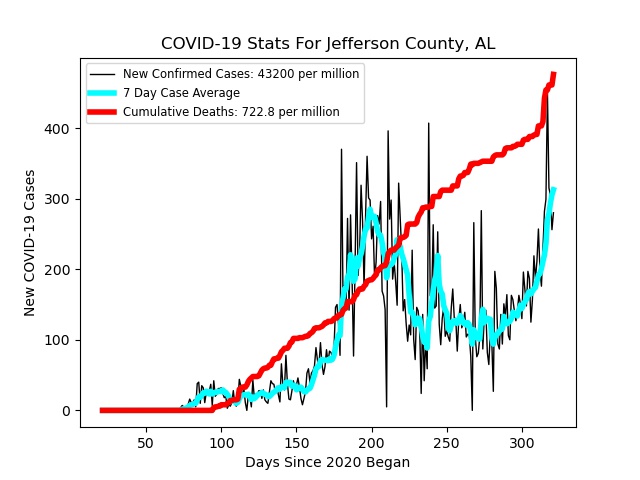 COVID-19 Stats For Jefferson County, AL
New Confirmed Cases: 43200 per million
7 Day Case Average
Cumulative Deaths: 722.8 per million
New COVID-19 Cases
400
300
200
100
0
50 100 150 200 250 300
Days Since 2020 Began